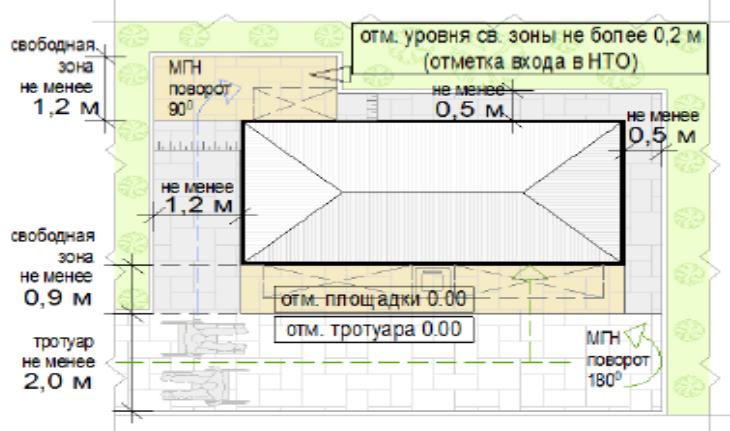 отм. уровня св. зоны не более 0,2 м
(отметка входа в НТО)
свободная
зона
не менее
1,2 м
МГН
поворот
90⁰
не менее
0,5 м
не менее
0,5 м
не менее
1,2 м
свободная
зона
не менее
0,9 м
отм. площадки 0.00
отм. тротуара 0.00
тротуар
не менее
2,0 м
МГН
поворот
180⁰